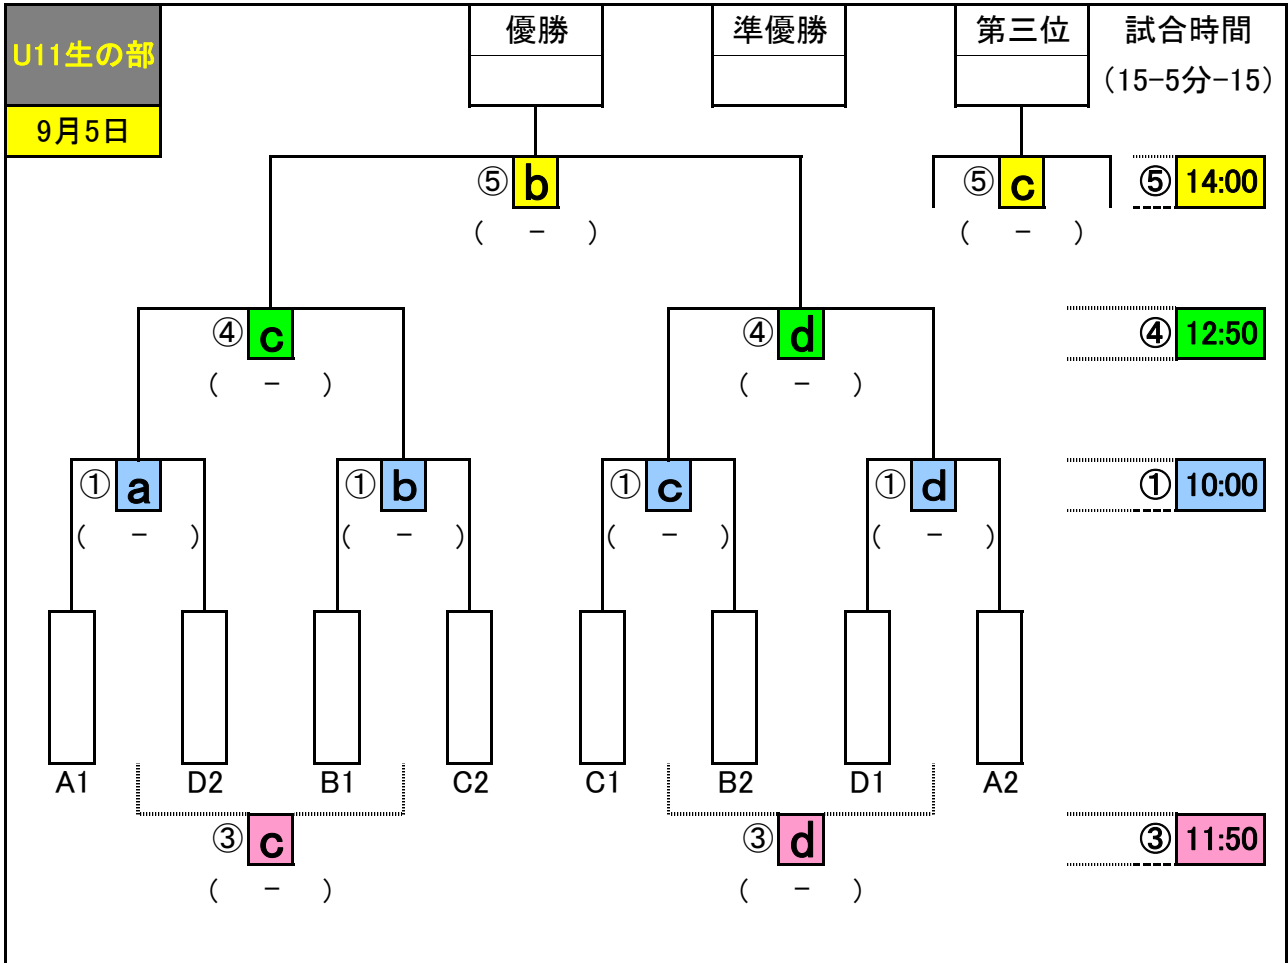 U11生の部
優勝
準優勝
第三位
試合時間
(15-5分-15)
9月5日
⑤ b
⑤ c
⑤ 14:00
( - )
( - )
④ c
④ d
④ 12:50
( - )
( - )
① a
① b
① c
① d
① 10:00
( - )
( - )
( - )
( - )
A1
D2
B1
C2
C1
B2
D1
A2
③ c
③ d
③ 11:50
( - )
( - )